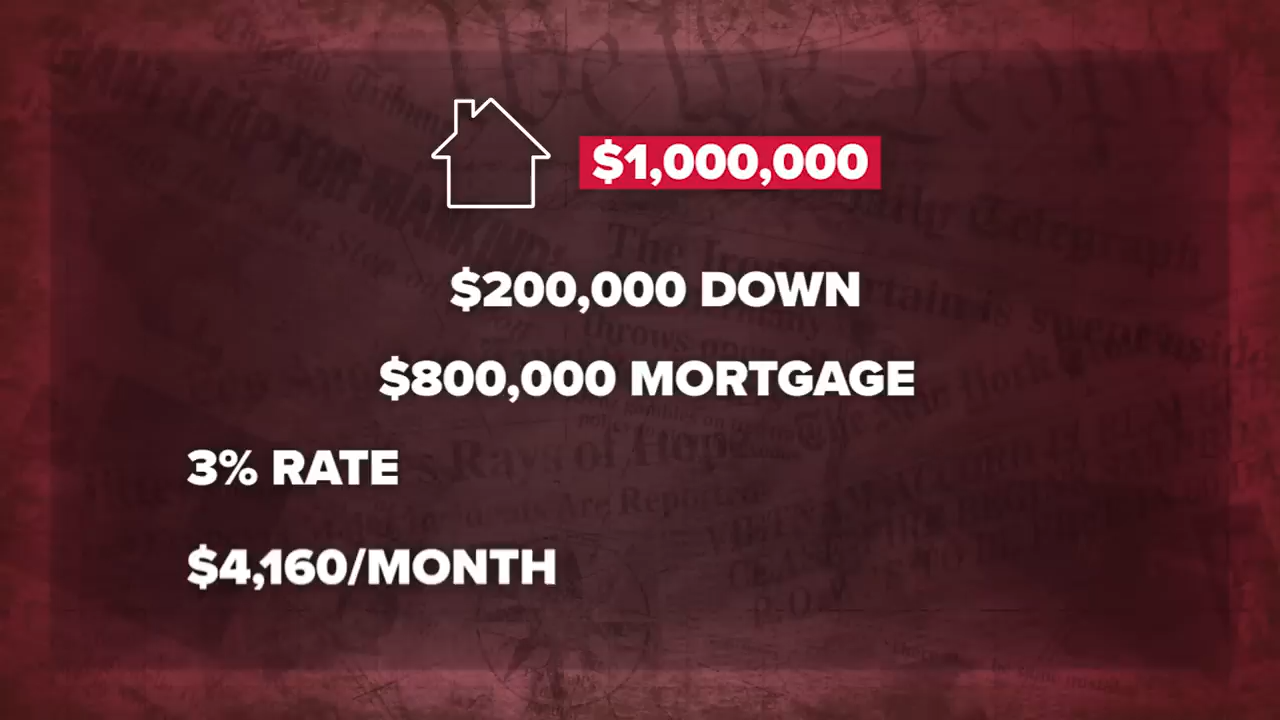 $1,000,000
$200,000 DOWN
$800,000 MORTGAGE
3% RATE
$4,160/MONTH